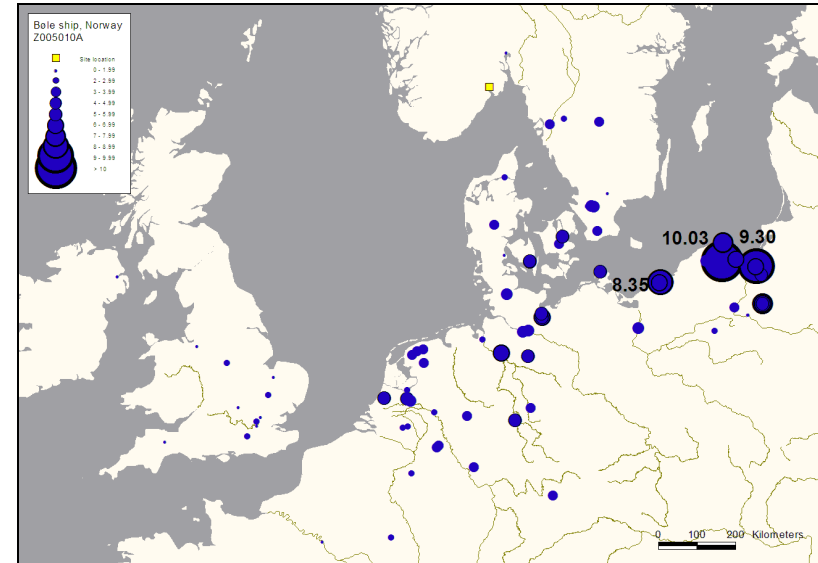 Bøle ship, Norway
Z005010A
Site location
0 - 1.99
2 - 2.99
3 - 3.99
4 - 4.99
5 - 5.99
6 - 6.99
7 - 7.99
8 - 8.99
9 - 9.99
> 10
10.03
9.30
8.35
0 100 200 Kilometers